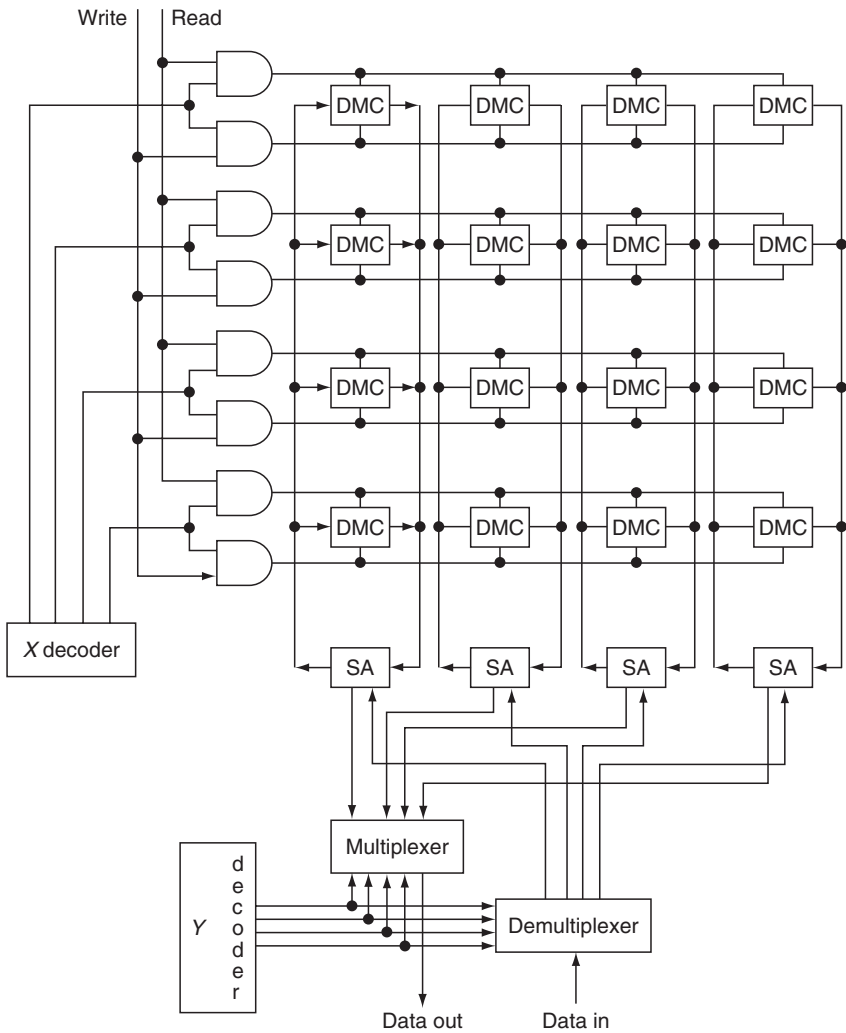 Write Read
DMC DMC DMC DMC
DMC DMC DMC DMC
DMC DMC DMC DMC
DMC DMC DMC DMC
X decoder
SA SA SA SA
Multiplexer
Y decoder
Demultiplexer
Data out Data in